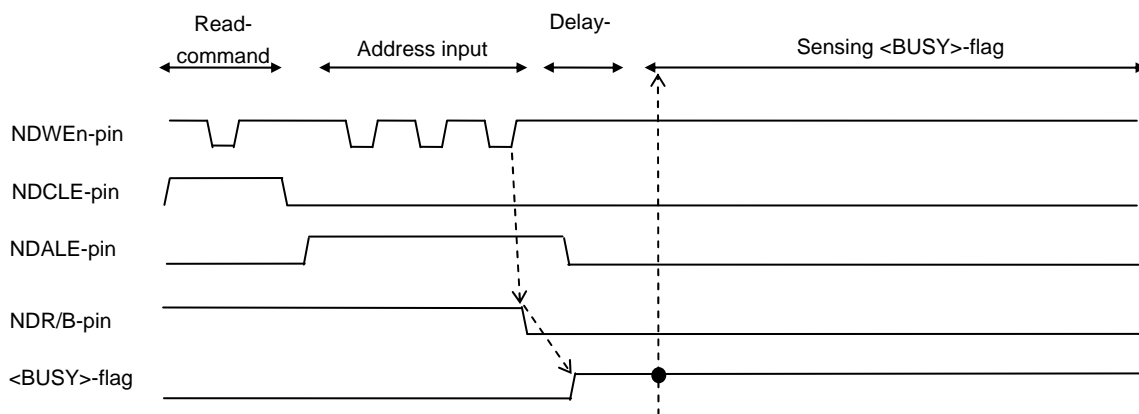 Read-
command
Address input
Delay-
Sensing <BUSY>-flag
NDWEn-pin
NDCLE-pin
NDALE-pin
NDR/B-pin
<BUSY>-flag